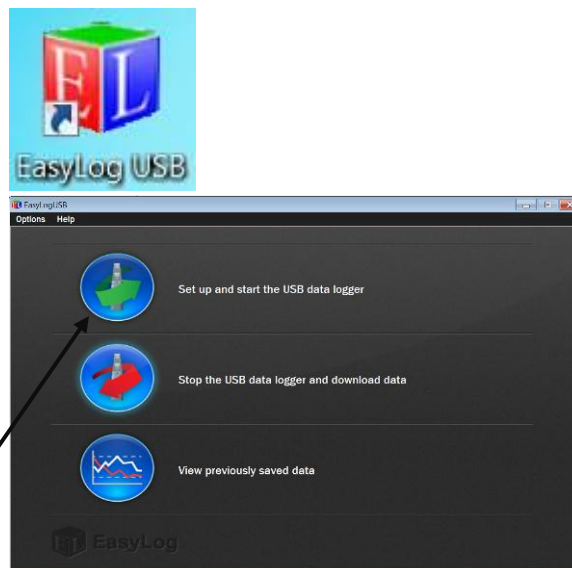 EL
EasyLog USB
EasyLogUSB
Options Help
Set up and start the USB data logger
Stop the USB data logger and download data
View previously saved data
EL EasyLog